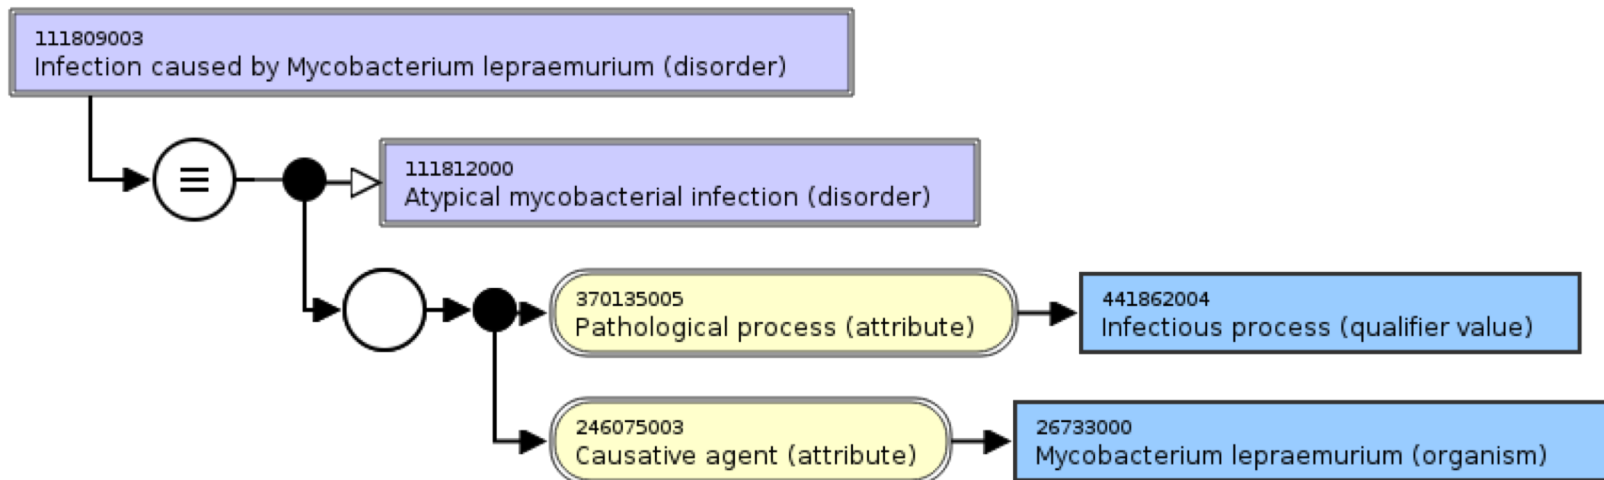 111809003
Infection caused by Mycobacterium lepraemurium (disorder)
111812000
Atypical mycobacterial infection (disorder)
370135005
Pathological process (attribute)
441862004
Infectious process (qualifier value)
246075003
Causative agent (attribute)
26733000
Mycobacterium lepraemurium (organism)